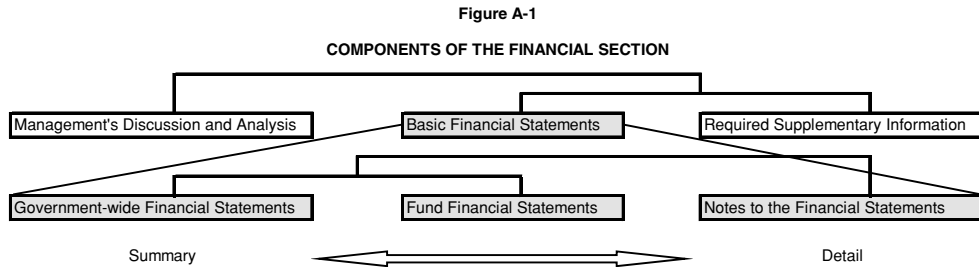 Figure A-1
COMPONENTS OF THE FINANCIAL SECTION
Management's Discussion and Analysis Basic Financial Statements Required Supplementary Information
Government-wide Financial Statements Fund Financial Statements Notes to the Financial Statements
Summary Detail